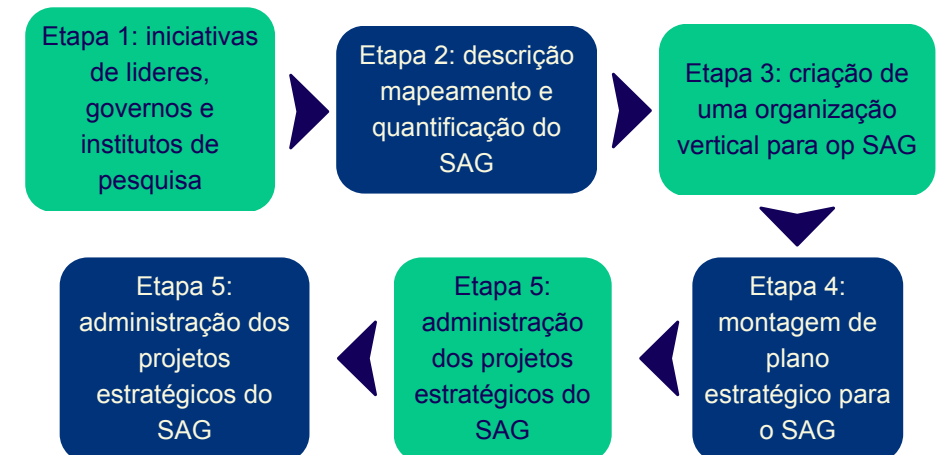 Etapa 1: iniciativas
de lideres,
governos e
institutos de
pesquisa
Etapa 2: descrição
mapeamento e
quantificação do
SAG
Etapa 3: criação de
uma organização
vertical para op SAG
Etapa 4:
montagem de
plano
estratégico para
o SAG
Etapa 5:
administração
dos projetos
estratégicos do
SAG
Etapa 5:
administração dos
projetos
estratégicos do
SAG